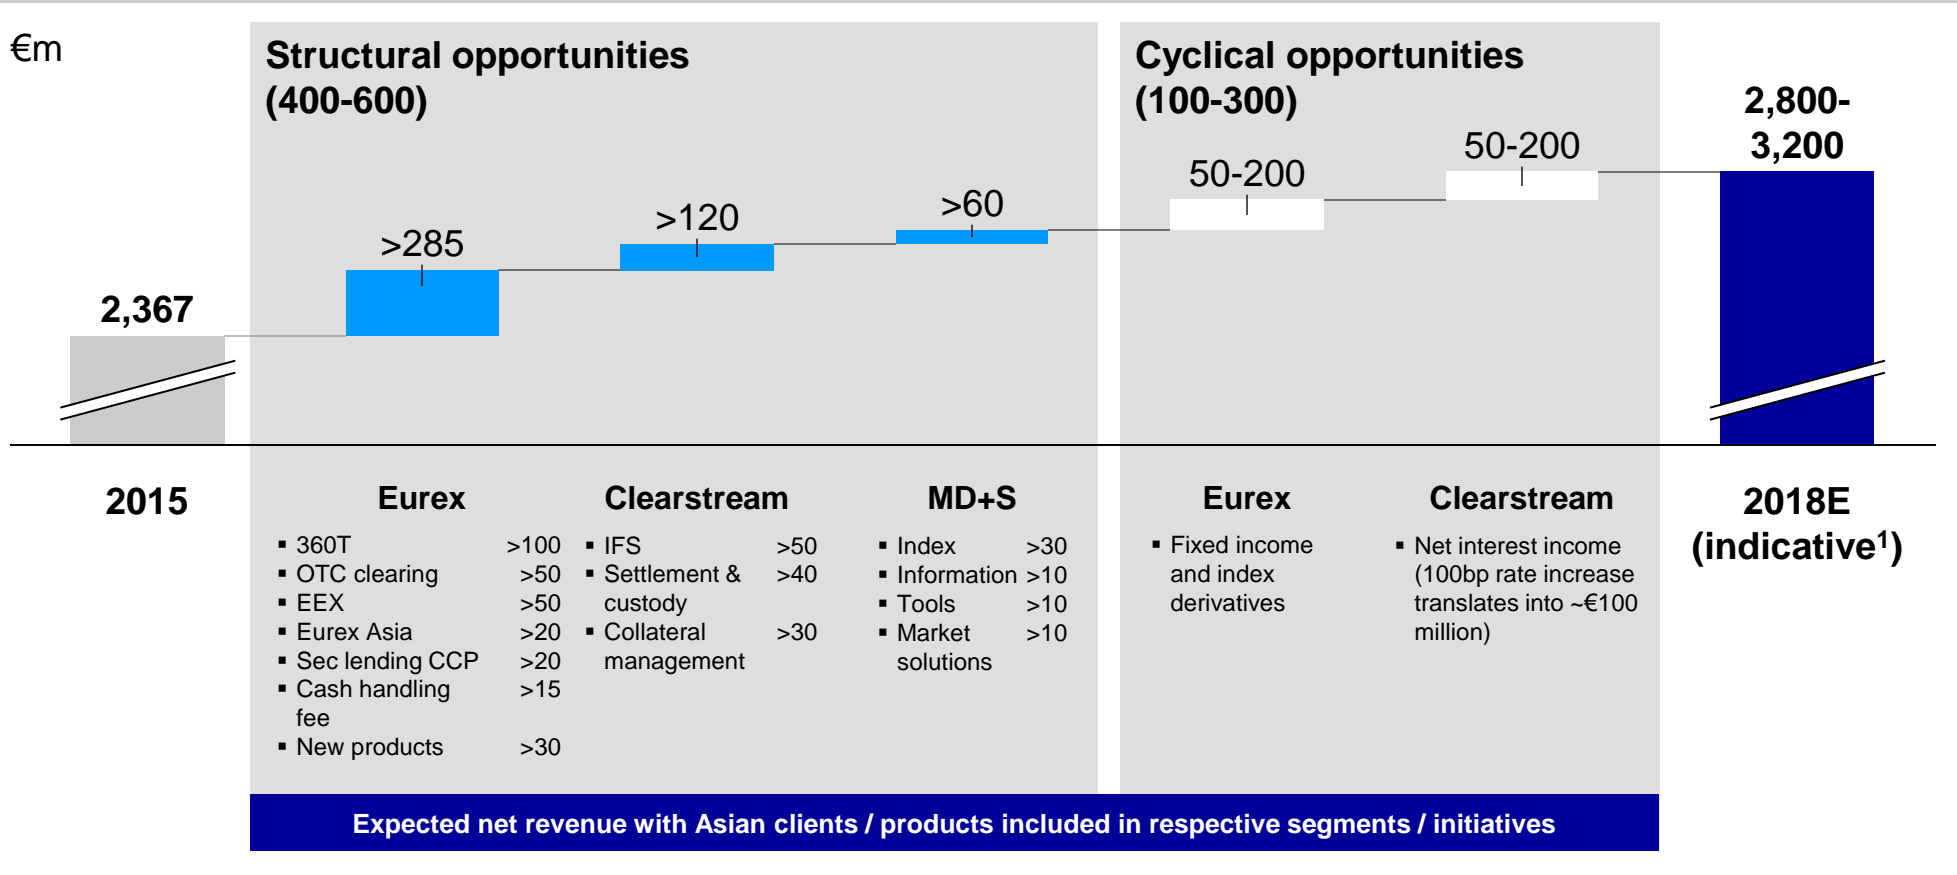 €m
Structural opportunities
(400-600)
Cyclical opportunities
(100-300)
2,800-
3,200
2,367
>285
>120
>60
50-200
50-200
2015
Eurex
▪ 360T >100
▪ OTC clearing >50
▪ EEX >50
▪ Eurex Asia >20
▪ Sec lending CCP >20
▪ Cash handling >15
fee
▪ New products >30
Clearstream
▪ IFS >50
▪ Settlement & >40
custody
▪ Collateral >30
management
MD+S
▪ Index >30
▪ Information >10
▪ Tools >10
▪ Market >10
solutions
Eurex
▪ Fixed income
and index
derivatives
Clearstream
▪ Net interest income
(100bp rate increase
translates into ~€100
million)
2018E
(indicative¹)
Expected net revenue with Asian clients / products included in respective segments / initiatives